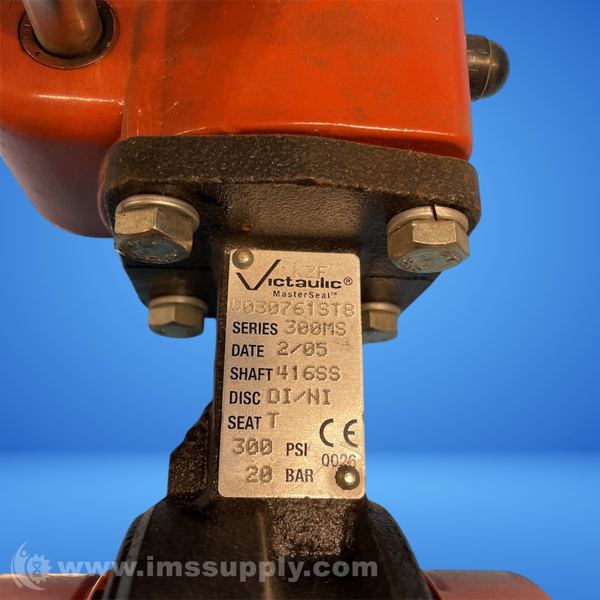 KZF
Victaulic®
MasterSeal™
V030761ST8
SERIES 300MS
DATE 2/05
SHAFT 416SS
DISC DI/NI
SEAT T
300 PSI
CE
0026
20 BAR
www.imssupply.com